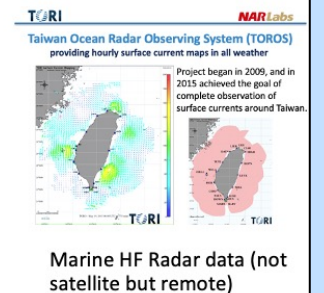 TORI
NARLabs
Taiwan Ocean Radar Observing System (TOROS)
providing hourly surface current maps in all weather
Project began in 2009, and in
2015 achieved the goal of
complete observation of
surface currents around Taiwan.
TORI
TORI
Marine HF Radar data (not
satellite but remote)